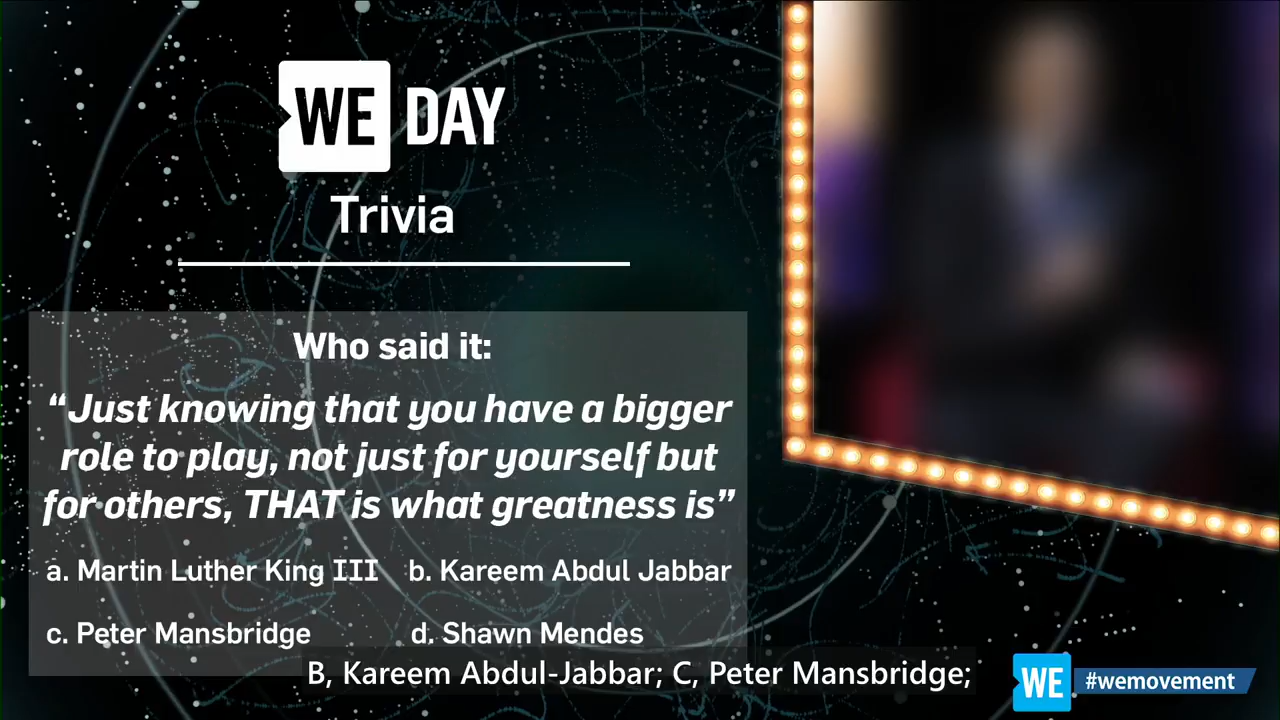 WE DAY
Trivia
Who said it:
“Just knowing that you have a bigger
role to play, not just for yourself but
for others, THAT is what greatness is”
a. Martin Luther King III b. Kareem Abdul Jabbar
c. Peter Mansbridge d. Shawn Mendes
B, Kareem Abdul-Jabbar; C, Peter Mansbridge;
WE #wemovement